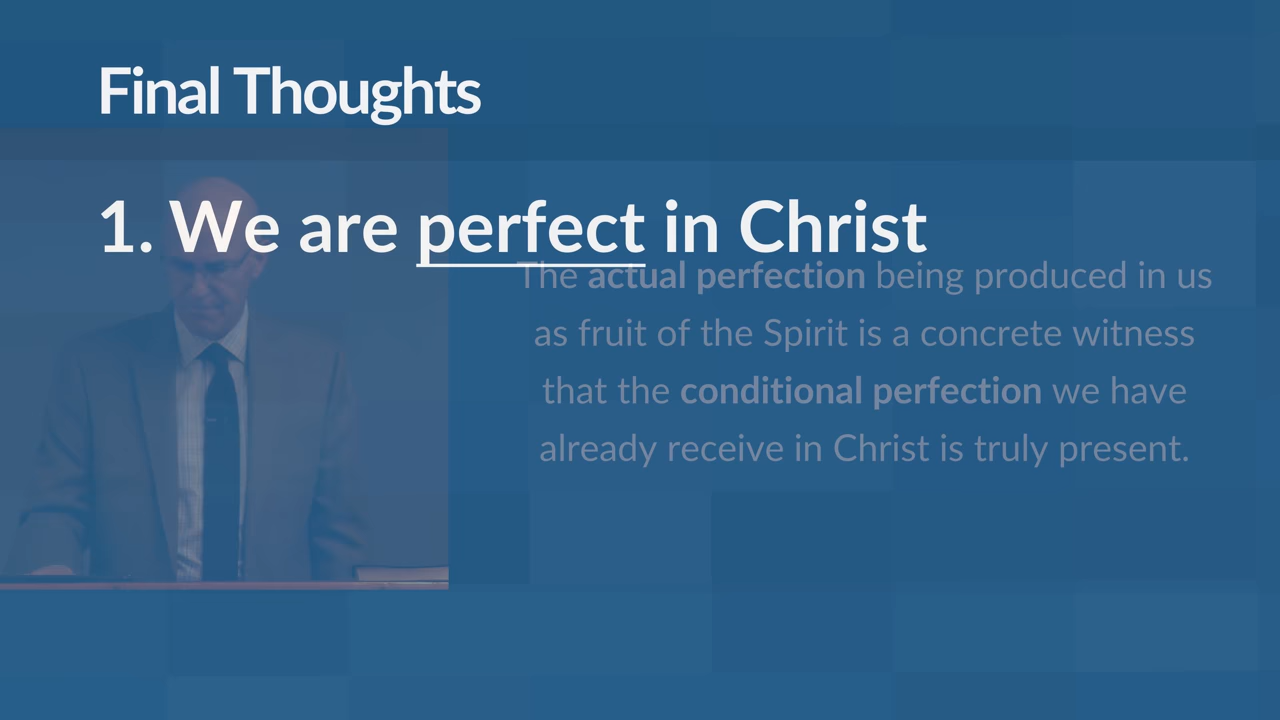 Final Thoughts
1. We are perfect in Christ
The actual perfection being produced in us
as fruit of the Spirit is a concrete witness
that the conditional perfection we have
already receive in Christ is truly present.